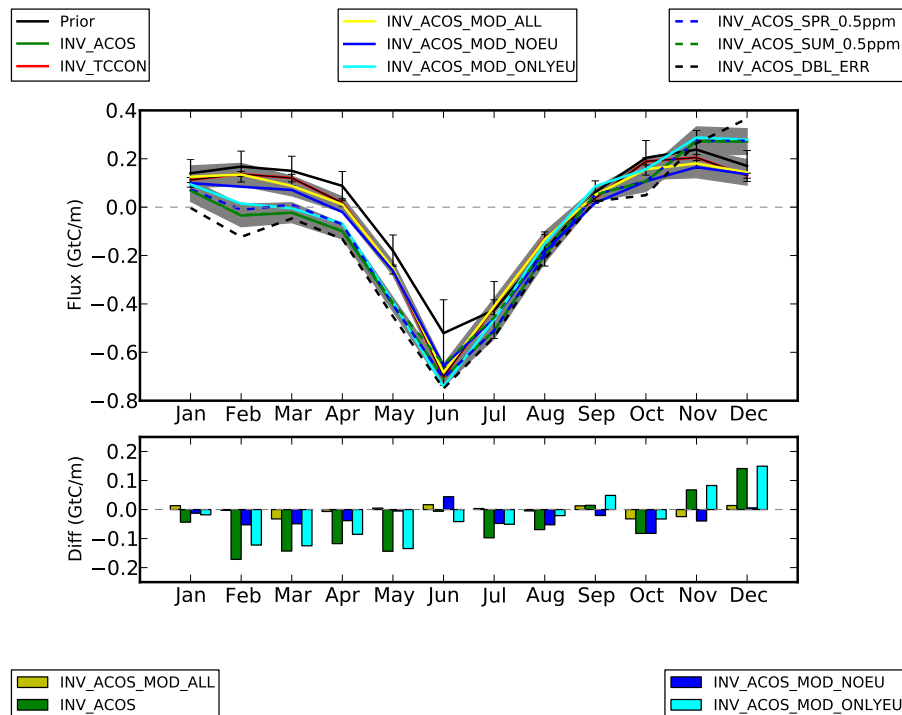 Prior
INV_ACOS
INV_TCCON
INV_ACOS_MOD_ALL
INV_ACOS_MOD_NOEU
INV_ACOS_MOD_ONLYEU
INV_ACOS_SPR_0.5ppm
INV_ACOS_SUM_0.5ppm
INV_ACOS_DBL_ERR
0.4
0.2
0.0
−0.2
−0.4
−0.6
−0.8
Flux (GtC/m)
Jan Feb Mar Apr May Jun Jul Aug Sep Oct Nov Dec
0.2
0.1
0.0
−0.1
−0.2
Diff (GtC/m)
Jan Feb Mar Apr May Jun Jul Aug Sep Oct Nov Dec
INV_ACOS_MOD_ALL
INV_ACOS
INV_ACOS_MOD_NOEU
INV_ACOS_MOD_ONLYEU